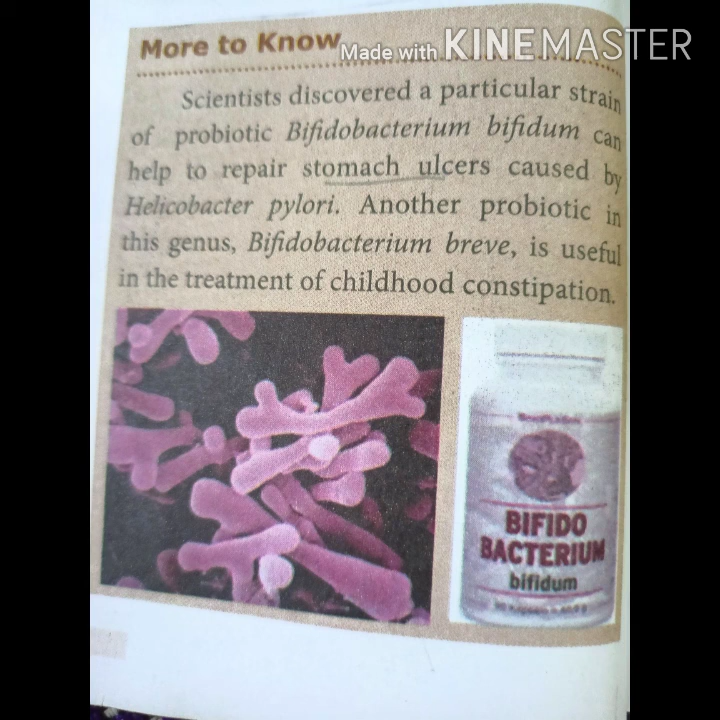 More to Know
Made with KINEMASTER
Scientists discovered a particular strain
of probiotic Bifidobacterium bifidum can
help to repair stomach ulcers caused by
Helicobacter pylori. Another probiotic in
this genus, Bifidobacterium breve, is useful
in the treatment of childhood constipation.
BIFIDO
BACTERIUM
bifidum